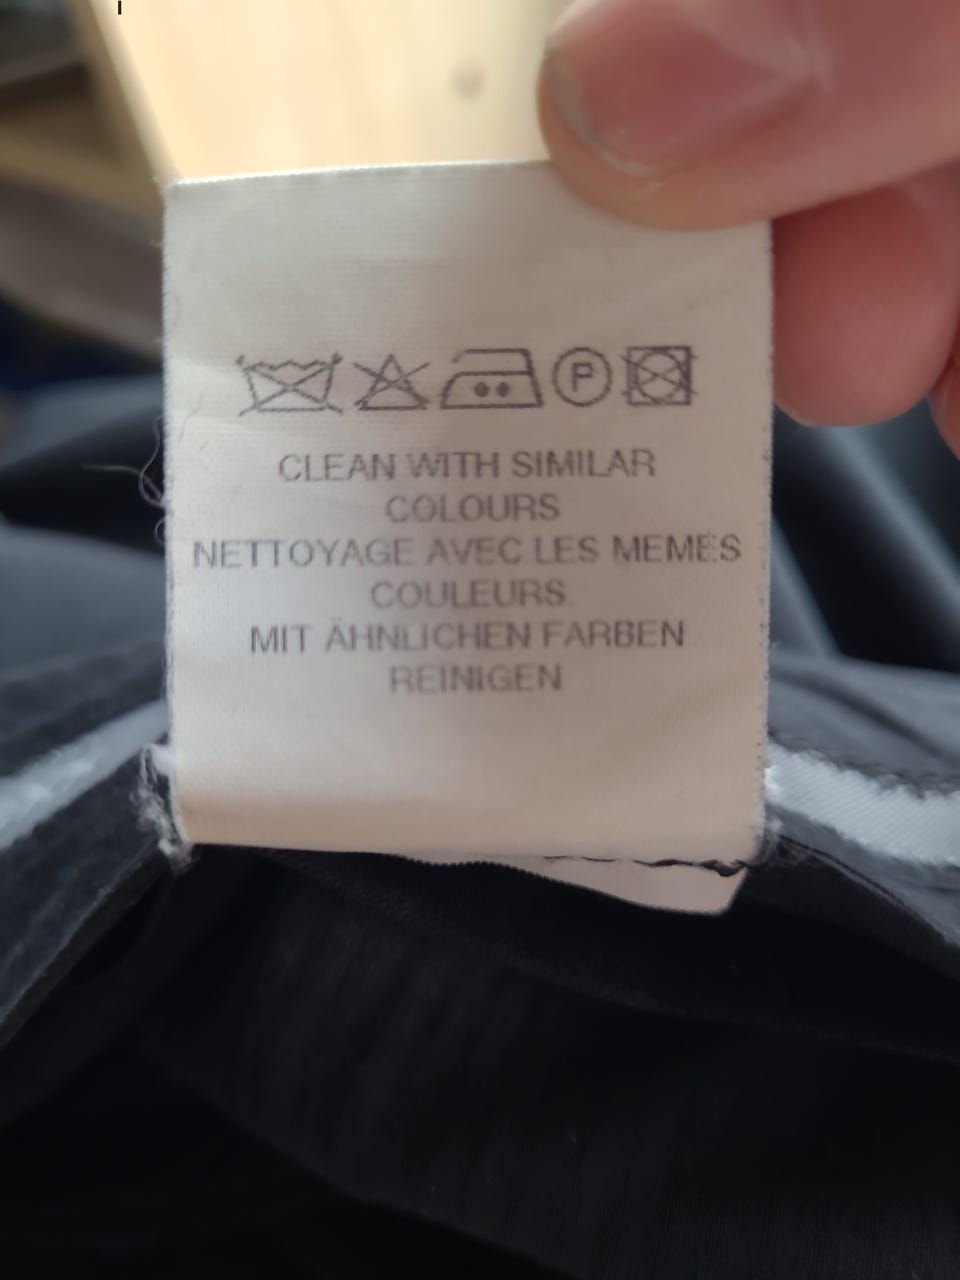 P
CLEAN WITH SIMILAR
COLOURS
NETTOYAGE AVEC LES MEMES
COULEURS.
MIT ÄHNLICHEN FARBEN
REINIGEN